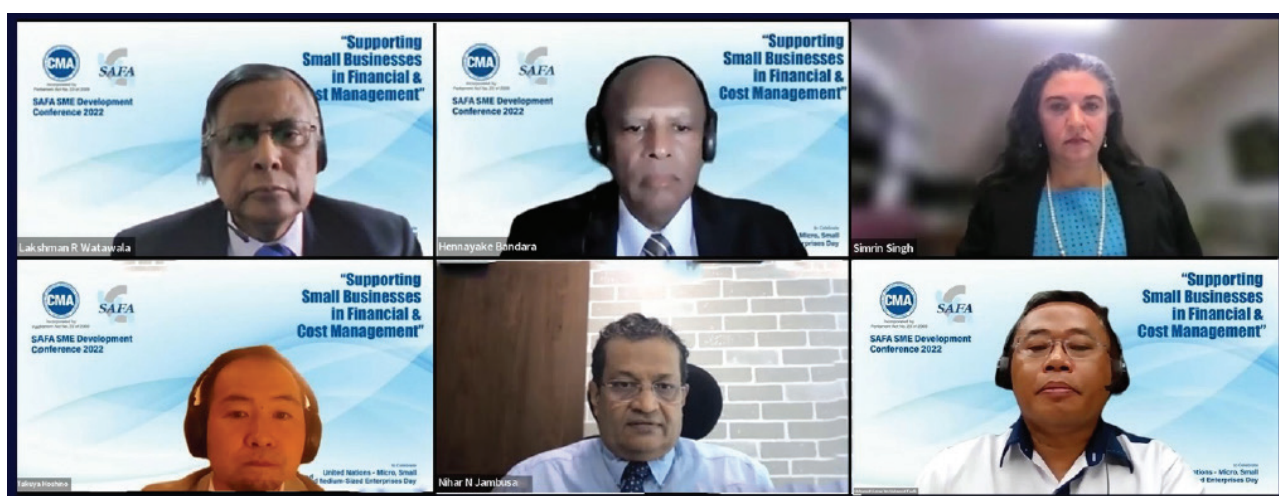 CMA
SAFA
SAFA SME Development
Conference 2022
"Supporting
Small Businesses
in Financial &
st Management"
Lakshman R Watawala
CMA
SAFA
SAFA SME Development
Conference 2022
"Supporting
Small Businesses
in Financial &
Cost Management"
Micro, Small
rprises Day
Hennayake Bandara
Simrin Singh
CMA
SAFA
SAFA SME Development
Conference 2022
"Supporting
Small Businesses
in Financial &
Cost Management"
United Nations - Micro, Small
d Medium-Sized Enterprises Day
Nihar N Jambusa
CMA
SAFA
SAFA SME Development
Conference 2022
"Supporting
Small Businesses
in Financial &
Cost Management"
tions - Micro, Small
ed Enterprises Day